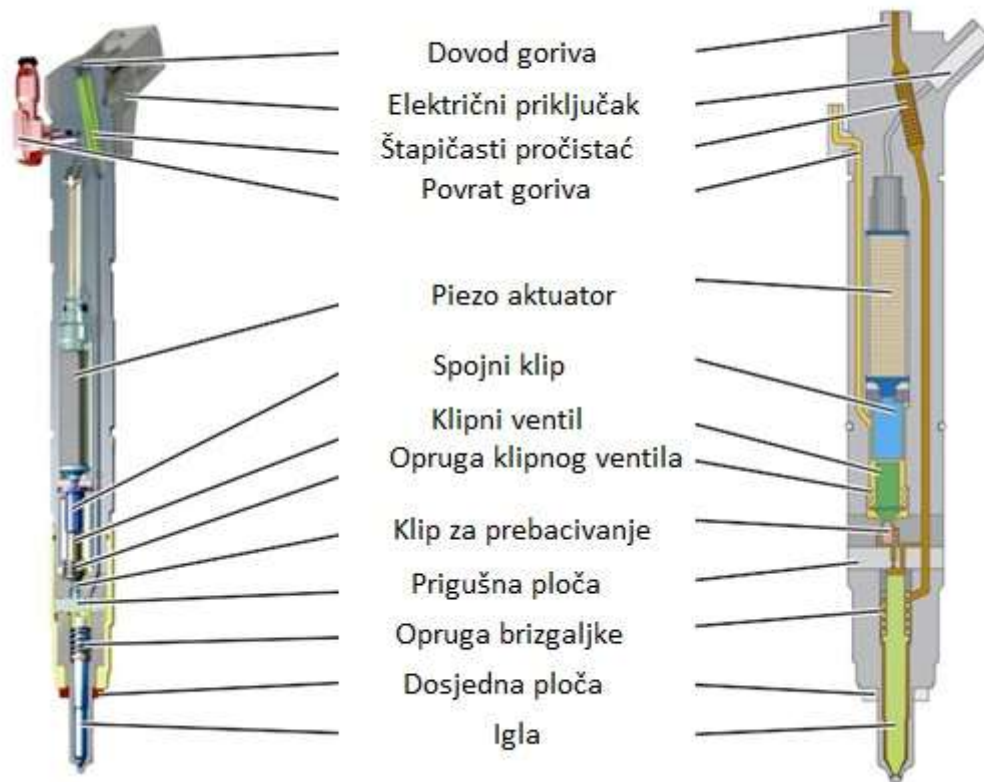 Dovod goriva
Električni priključak
Štapičasti pročistać
Povrat goriva
Piezo aktuator
Spojni klip
Klipni ventil
Opruga klipnog ventila
Klip za prebacivanje
Prigušna ploča
Opruga brizgaljke
Dosjedna ploča
Igla